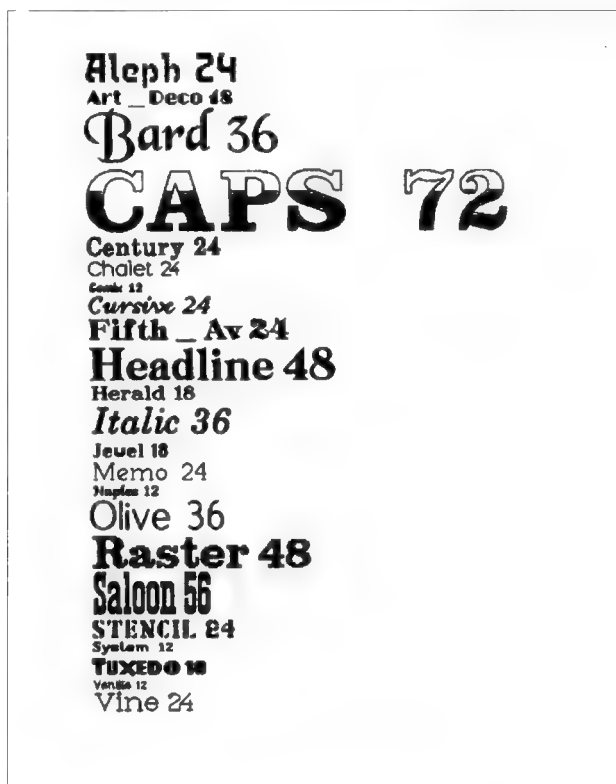 Aleph 24
Art _ Deco 18
Bard 36
CAPS 72
Century 24
Chalet 24
Comix 12
Cursive 24
Fifth _ Av 24
Headline 48
Herald 18
Italic 36
Jewel 18
Memo 24
Naples 12
Olive 36
Raster 48
Saloon 56
STENCIL 24
System 12
TUXEDO 18
Vanilla 12
Vine 24